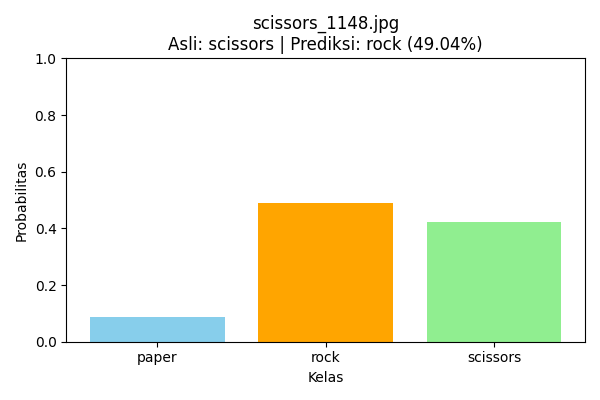 scissors_1148.jpg
Asli: scissors | Prediksi: rock (49.04%)
1.0
0.8
0.6
0.4
0.2
0.0
Probabilitas
paper rock scissors
Kelas